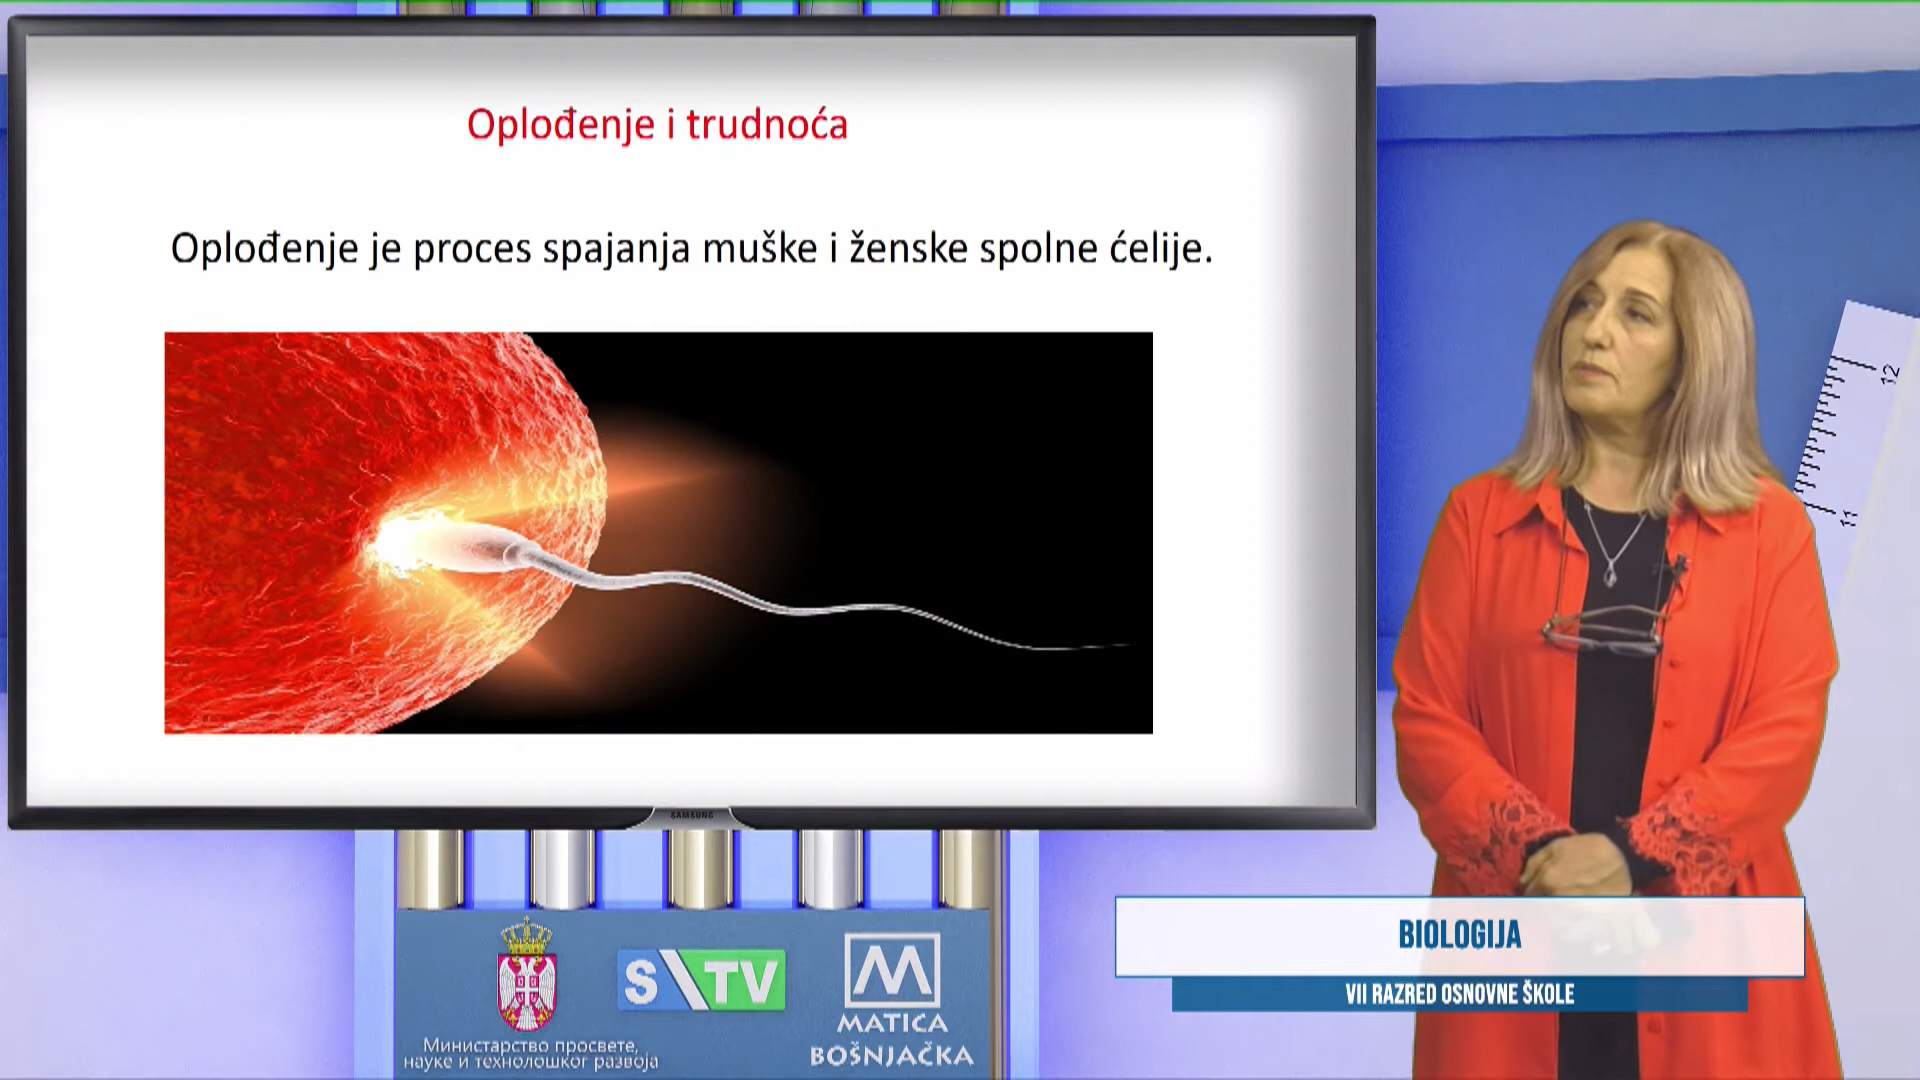 Oplođenje i trudnoća
Oplođenje je proces spajanja muške i ženske spolne ćelije.
SAMSUNG
12
11
BIOLOGIJA
VII RAZRED OSNOVNE ŠKOLE
S TV
M
MATICA
BOŠNJAČKA
Министарство просвете,
науке и технолошког развоја